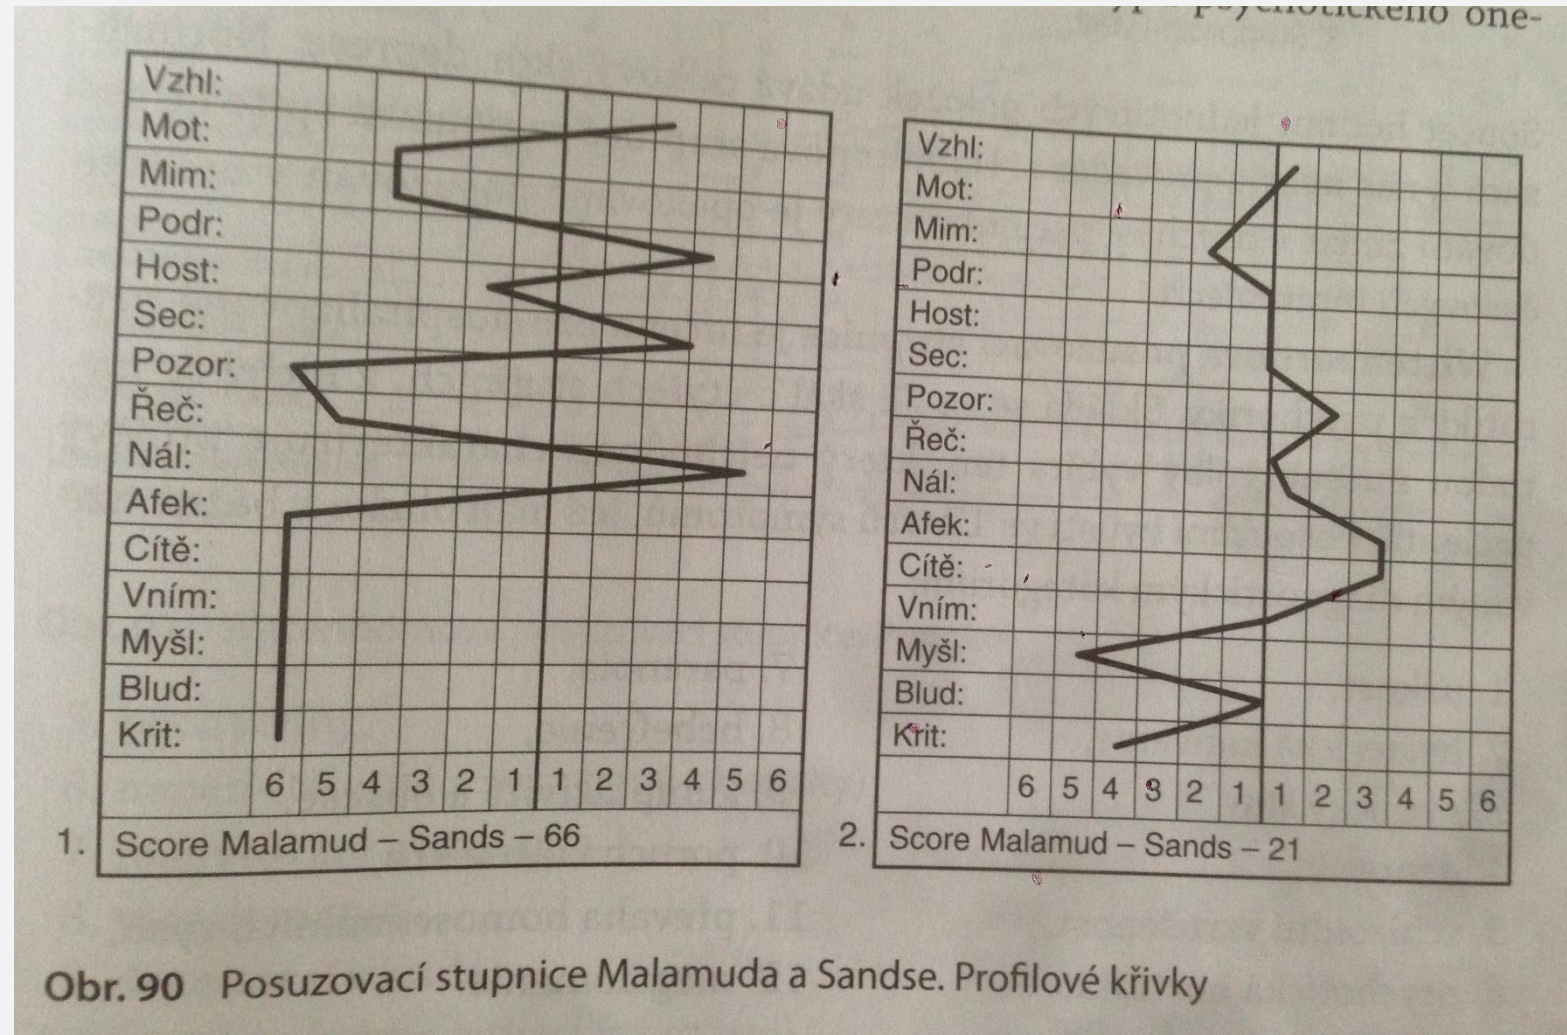 psychotického one-
Vzhl:
Mot:
Mim:
Podr:
Host:
Sec:
Pozor:
Řeč:
Nál:
Afek:
Cítě:
Vním:
Myšl:
Blud:
Krit:
6 5 4 3 2 1 1 2 3 4 5 6
1. Score Malamud – Sands – 66
Vzhl:
Mot:
Mim:
Podr:
Host:
Sec:
Pozor:
Řeč:
Nál:
Afek:
Cítě:
Vním:
Myšl:
Blud:
Krit:
6 5 4 3 2 1 1 2 3 4 5 6
2. Score Malamud – Sands – 21
Obr. 90 Posuzovací stupnice Malamuda a Sandse. Profilové křivky